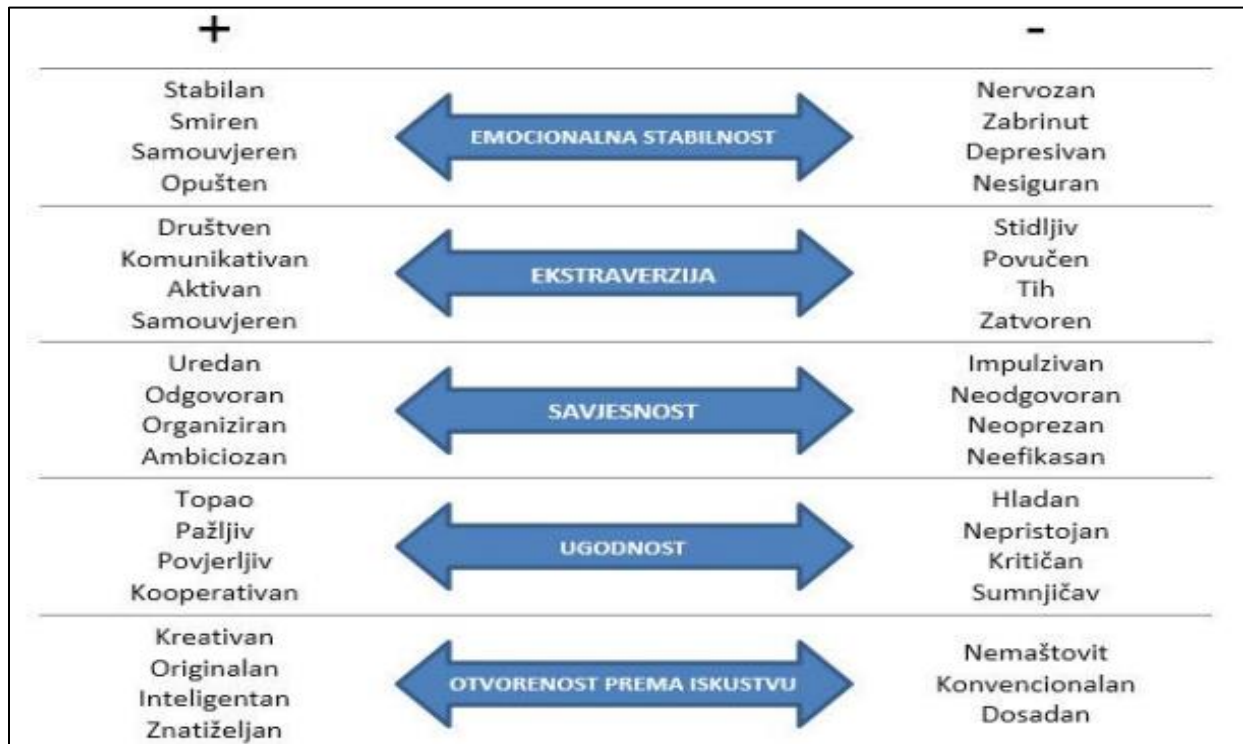 + -
Stabilan
Smiren
Samouvjeren
Opušten
EMOCIONALNA STABILNOST
Nervozan
Zabrinut
Depresivan
Nesiguran
Društven
Komunikativan
Aktivan
Samouvjeren
EKSTRAVERZIJA
Stidljiv
Povučen
Tih
Zatvoren
Uredan
Odgovoran
Organiziran
Ambiciozan
SAVJESNOST
Impulzivan
Neodgovoran
Neoprezan
Neefikasan
Topao
Pažljiv
Povjerljiv
Kooperativan
UGODNOST
Hladan
Nepristojan
Kritičan
Sumnjičav
Kreativan
Originalan
Inteligentan
Znatiželjan
OTVORENOST PREMA ISKUSTVU
Nemaštovit
Konvencionalan
Dosadan